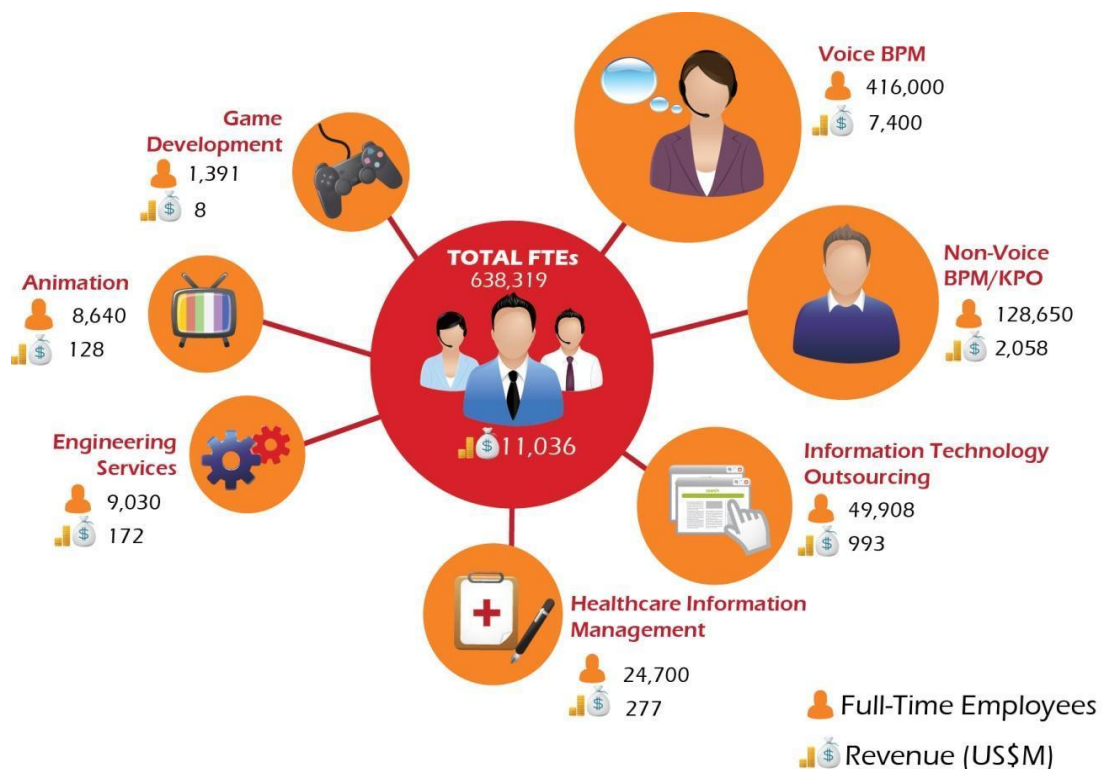 Voice BPM
416,000
7,400
Game
Development
1,391
8
TOTAL FTEs
638,319
11,036
Non-Voice
BPM/KPO
128,650
2,058
Animation
8,640
128
Engineering
Services
9,030
172
Information Technology
Outsourcing
49,908
993
Healthcare Information
Management
24,700
277
Full-Time Employees
Revenue (US$M)